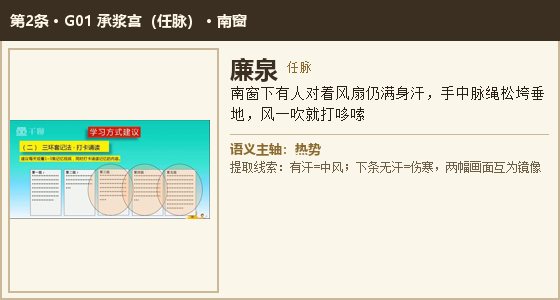 第2条 · G01 承浆宫（任脉） · 南窗
千聊
学习方式建议
（二） 三环套记法 · 打卡诵读
廉泉 任脉
南窗下有人对着风扇仍满身汗，手中脉绳松垮垂
地，风一吹就打哆嗦
语义主轴：热势
提取线索：有汗=中风；下条无汗=伤寒，两幅画面互为镜像